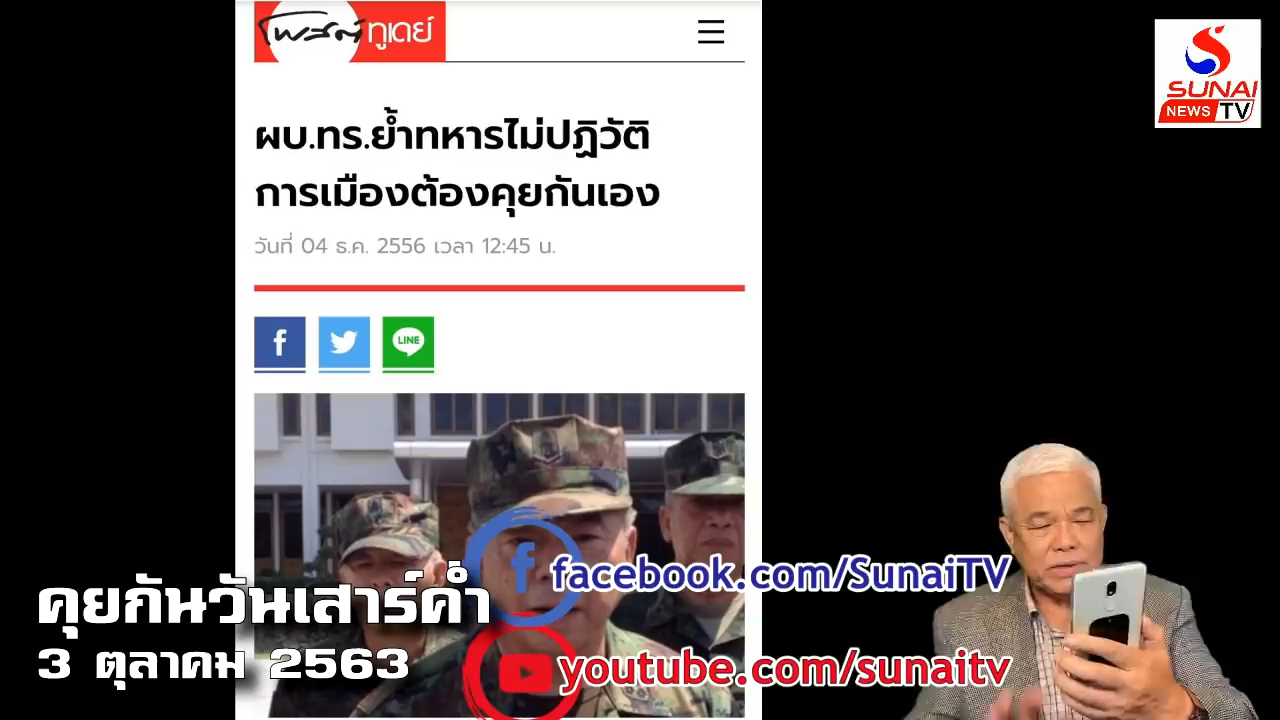 โพสต์ทูเดย์
SUNAI
NEWS TV
ผบ.ทร.ย้ำทหารไม่ปฏิวัติ
การเมืองต้องคุยกันเอง
วันที่ 04 ธ.ค. 2556 เวลา 12:45 น.
f
LINE
f facebook.com/SunaiTV
คุยกันวันเสาร์ค่ำ
3 ตุลาคม 2563
youtube.com/sunaitv